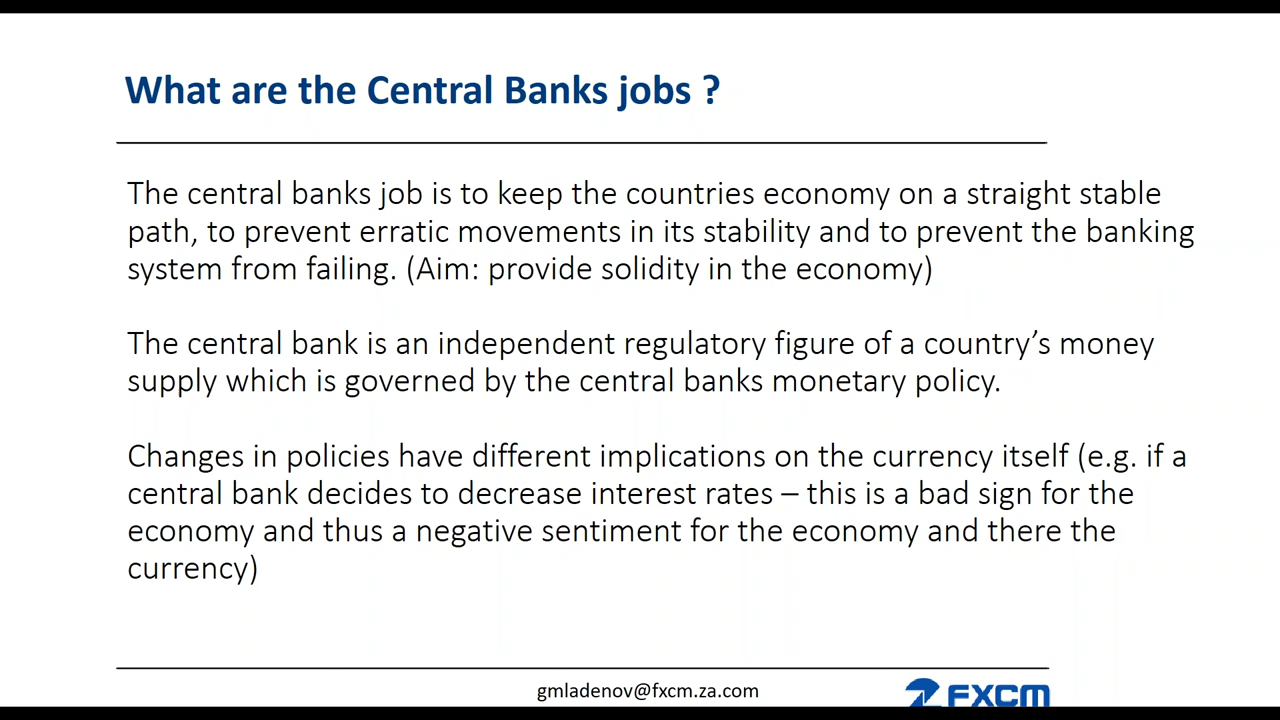 What are the Central Banks jobs ?
The central banks job is to keep the countries economy on a straight stable
path, to prevent erratic movements in its stability and to prevent the banking
system from failing. (Aim: provide solidity in the economy)
The central bank is an independent regulatory figure of a country’s money
supply which is governed by the central banks monetary policy.
Changes in policies have different implications on the currency itself (e.g. if a
central bank decides to decrease interest rates – this is a bad sign for the
economy and thus a negative sentiment for the economy and there the
currency)
gmladenov@fxcm.za.com
FXCM